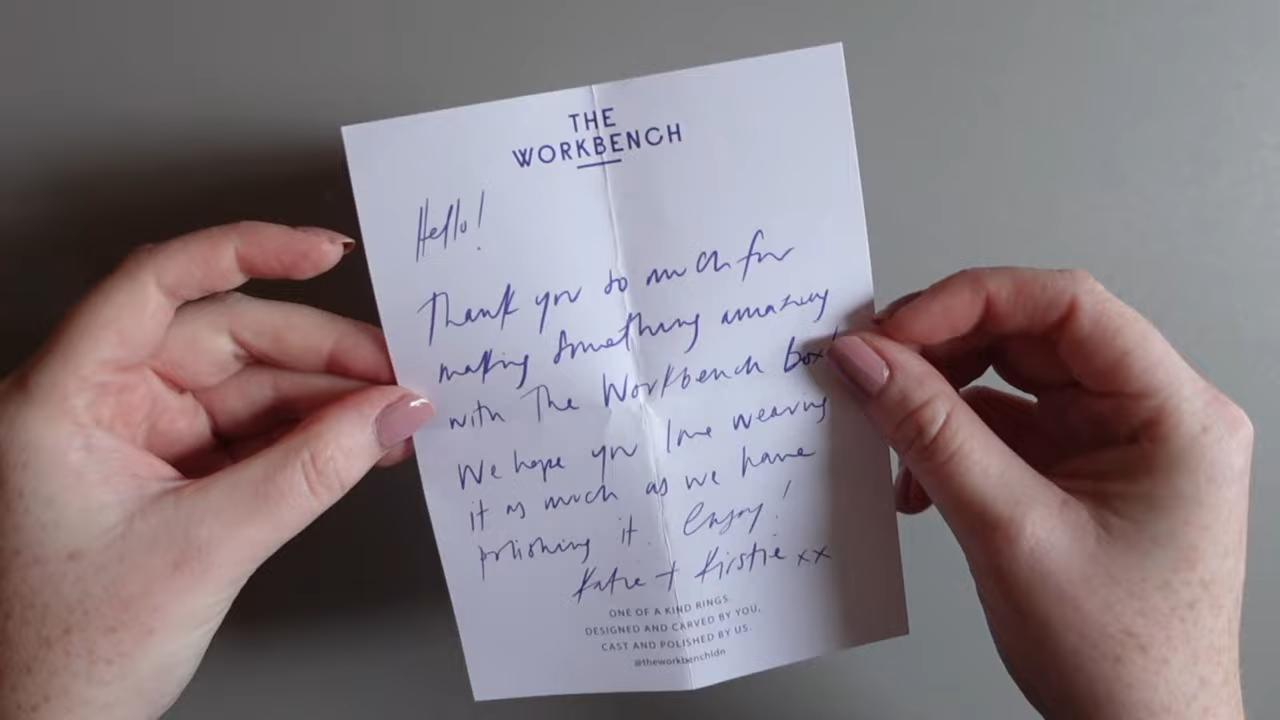 THE
WORKBENCH
Hello!
Thank you so much for
making something amazing
with The Workbench box!
We hope you love wearing
it as much as we have
polishing it. Enjoy!
Katie + Kirstie xx
ONE OF A KIND RINGS.
DESIGNED AND CARVED BY YOU,
CAST AND POLISHED BY US.
@theworkbenchldn